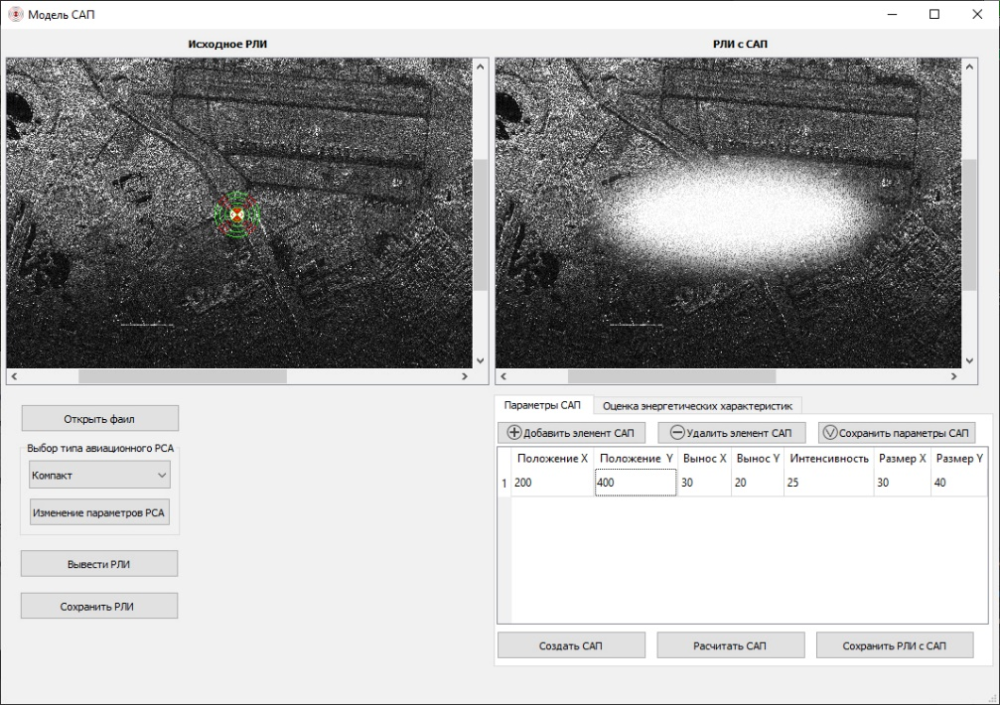 Модель САП
Исходное РЛИ
РЛИ с САП
Открыть фаил
Выбор типа авиационного РСА
Компакт
Изменение параметров РСА
Вывести РЛИ
Сохранить РЛИ
Параметры САП
Оценка энергетических характеристик
Добавить элемент САП
Удалить элемент САП
Сохранить параметры САП
Положение X Положение Y Вынос X Вынос Y Интенсивность Размер X Размер Y
1 200 400 30 20 25 30 40
Создать САП
Расчитать САП
Сохранить РЛИ с САП